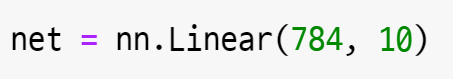 net = nn.Linear(784, 10)